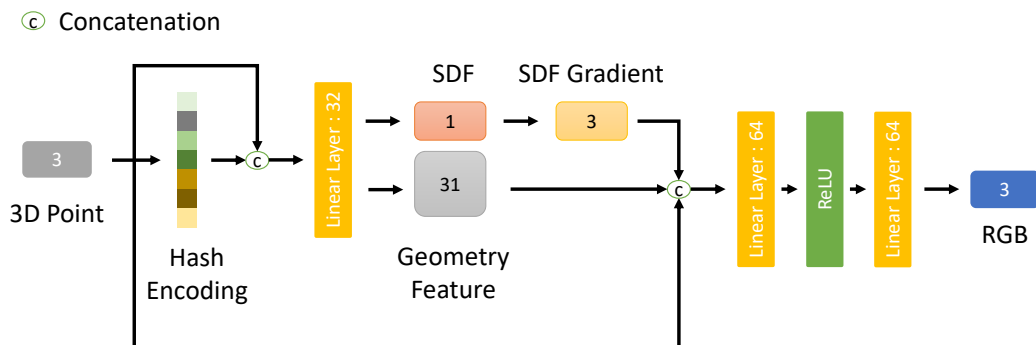 c Concatenation
SDF
SDF Gradient
3
3D Point
Hash
Encoding
c
Linear Layer : 32
1
3
31
Geometry
Feature
c
Linear Layer : 64
ReLU
Linear Layer : 64
3
RGB